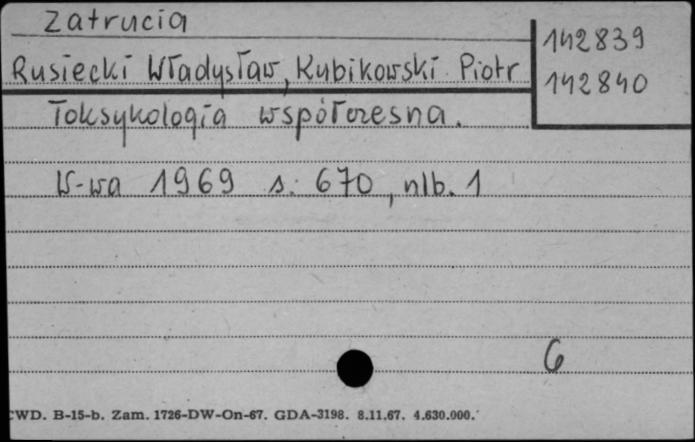 Zatrucia
142839
Rusiecki Władysław, Kubikowski Piotr
142840
Toksykologia współczesna.
W-wa 1969 s. 670, nlb. 1
6
CWD. B-15-b. Zam. 1726-DW-On-67. GDA-3198. 8.11.67. 4.630.000.